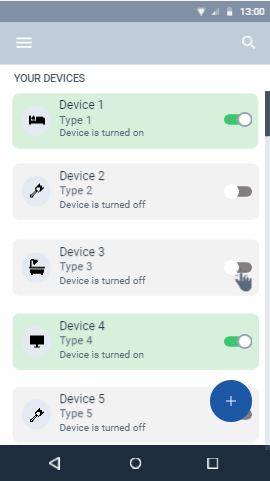 13:00
YOUR DEVICES
Device 1
Type 1
Device is turned on
Device 2
Type 2
Device is turned off
Device 3
Type 3
Device is turned off
Device 4
Type 4
Device is turned on
Device 5
Type 5
Device is turned off